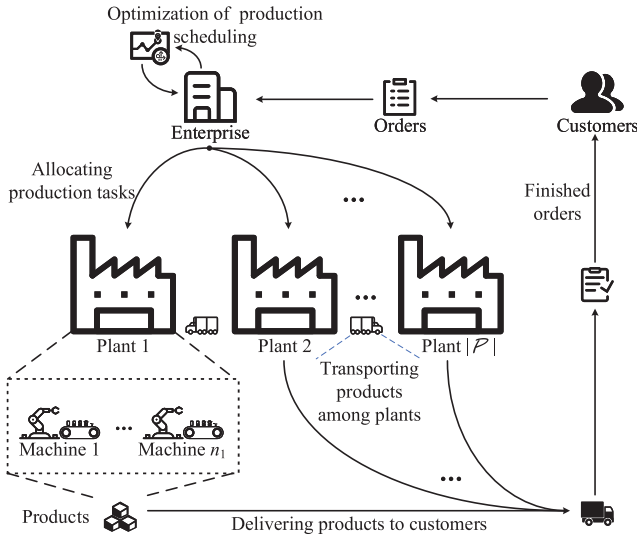 Optimization of production
scheduling
Enterprise
Orders
Customers
Allocating
production tasks
...
Finished
orders
...
Plant 1
Plant 2
Plant |𝒫|
Transporting
products
among plants
...
Machine 1
Machine n₁
...
Products
Delivering products to customers